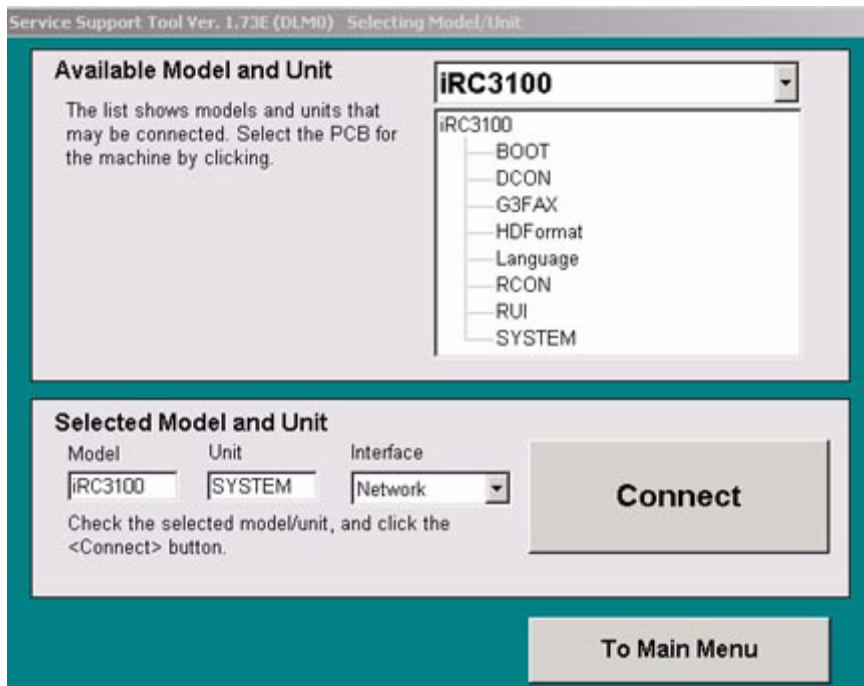 Service Support Tool Ver. 1.73E (DLM0) Selecting Model/Unit
Available Model and Unit
The list shows models and units that
may be connected. Select the PCB for
the machine by clicking.
iRC3100
iRC3100
BOOT
DCON
G3FAX
HDFormat
Language
RCON
RUI
SYSTEM
Selected Model and Unit
Model Unit Interface
iRC3100 SYSTEM Network
Check the selected model/unit, and click the
<Connect> button.
Connect
To Main Menu